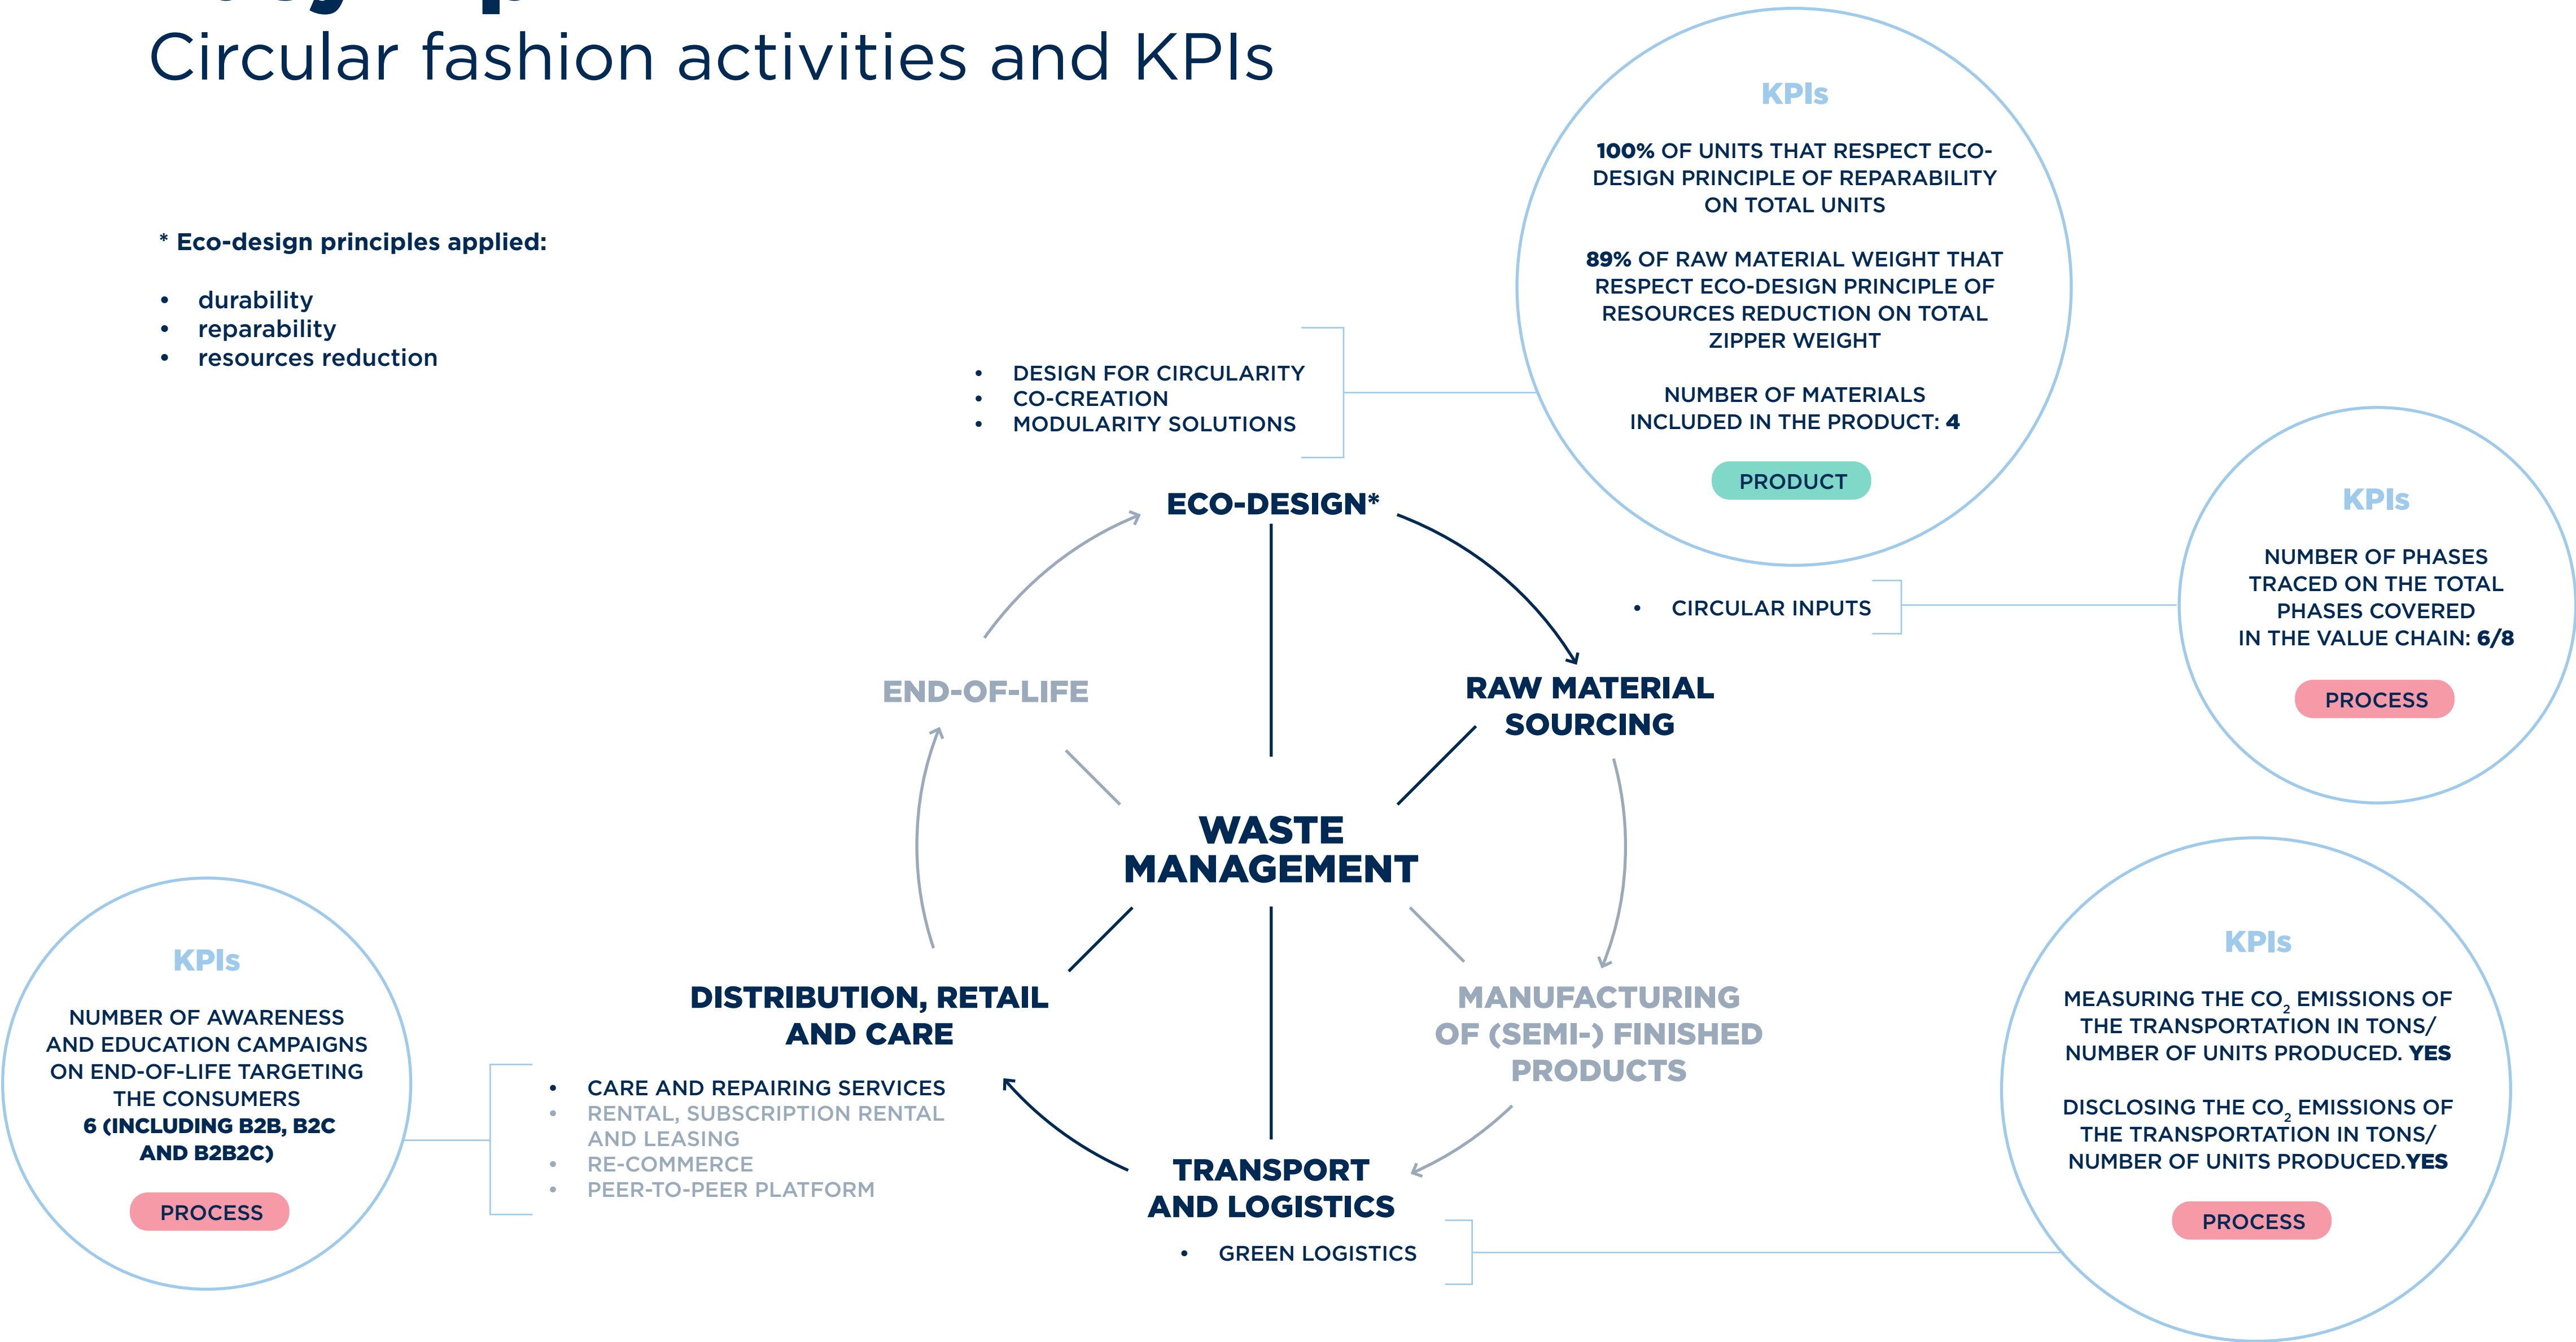 Circular fashion activities and KPIs
* Eco-design principles applied:
• durability
• reparability
• resources reduction
KPIs
100% OF UNITS THAT RESPECT ECO-
DESIGN PRINCIPLE OF REPARABILITY
ON TOTAL UNITS
89% OF RAW MATERIAL WEIGHT THAT
RESPECT ECO-DESIGN PRINCIPLE OF
RESOURCES REDUCTION ON TOTAL
ZIPPER WEIGHT
NUMBER OF MATERIALS
INCLUDED IN THE PRODUCT: 4
PRODUCT
• DESIGN FOR CIRCULARITY
• CO-CREATION
• MODULARITY SOLUTIONS
ECO-DESIGN*
KPIs
NUMBER OF PHASES
TRACED ON THE TOTAL
PHASES COVERED
IN THE VALUE CHAIN: 6/8
PROCESS
• CIRCULAR INPUTS
RAW MATERIAL
SOURCING
END-OF-LIFE
WASTE
MANAGEMENT
MANUFACTURING
OF (SEMI-) FINISHED
PRODUCTS
KPIs
MEASURING THE CO₂ EMISSIONS OF
THE TRANSPORTATION IN TONS/
NUMBER OF UNITS PRODUCED. YES
DISCLOSING THE CO₂ EMISSIONS OF
THE TRANSPORTATION IN TONS/
NUMBER OF UNITS PRODUCED.YES
PROCESS
TRANSPORT
AND LOGISTICS
• GREEN LOGISTICS
DISTRIBUTION, RETAIL
AND CARE
• CARE AND REPAIRING SERVICES
• RENTAL, SUBSCRIPTION RENTAL
AND LEASING
• RE-COMMERCE
• PEER-TO-PEER PLATFORM
KPIs
NUMBER OF AWARENESS
AND EDUCATION CAMPAIGNS
ON END-OF-LIFE TARGETING
THE CONSUMERS
6 (INCLUDING B2B, B2C
AND B2B2C)
PROCESS